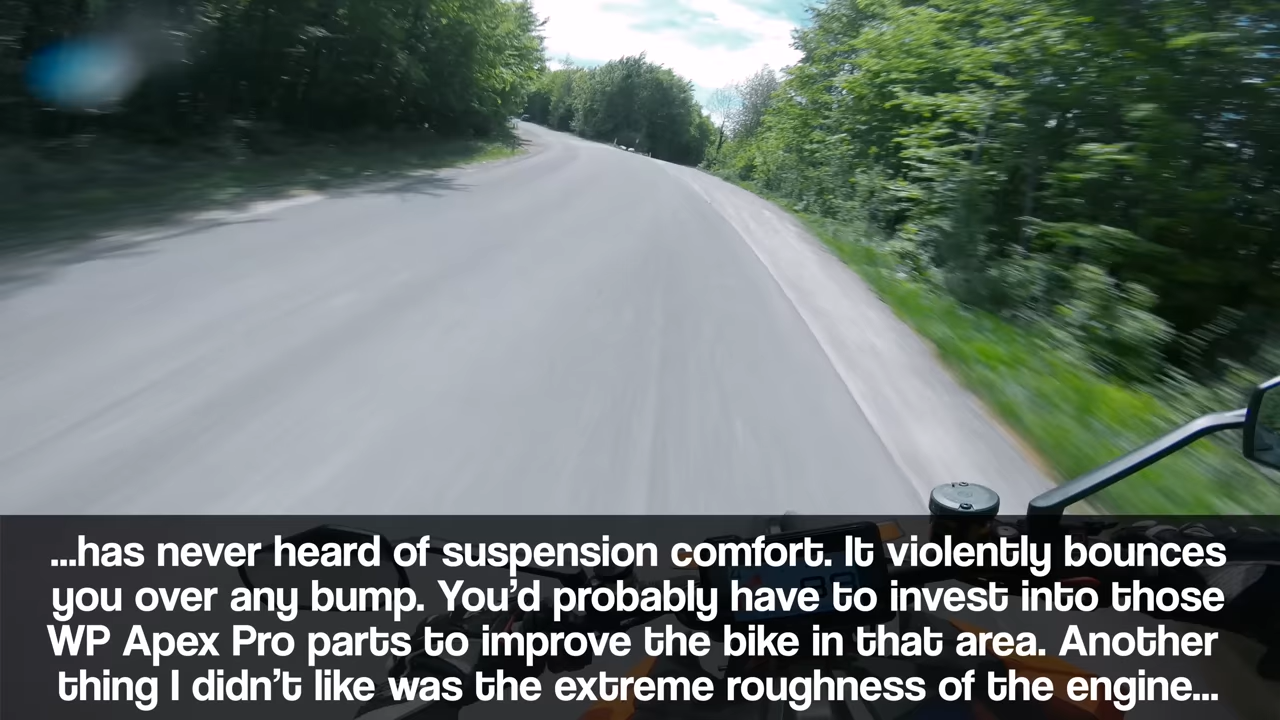 ...has never heard of suspension comfort. It violently bounces
you over any bump. You'd probably have to invest into those
WP Apex Pro parts to improve the bike in that area. Another
thing I didn't like was the extreme roughness of the engine...